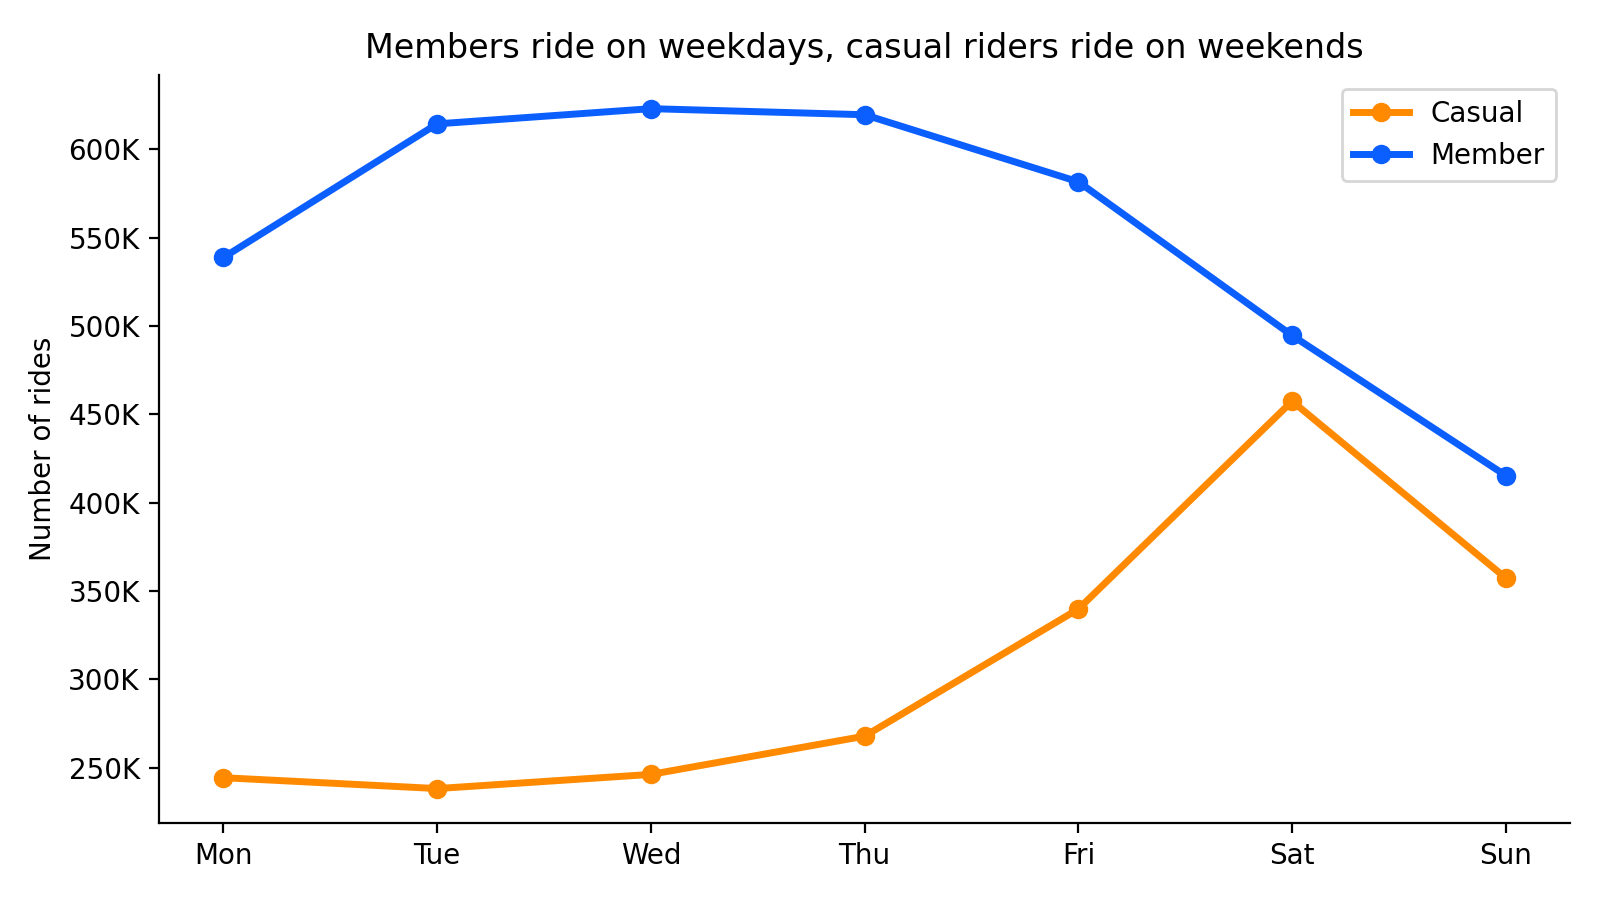 Members ride on weekdays, casual riders ride on weekends
Casual
Member
Number of rides
600K
550K
500K
450K
400K
350K
300K
250K
Mon Tue Wed Thu Fri Sat Sun